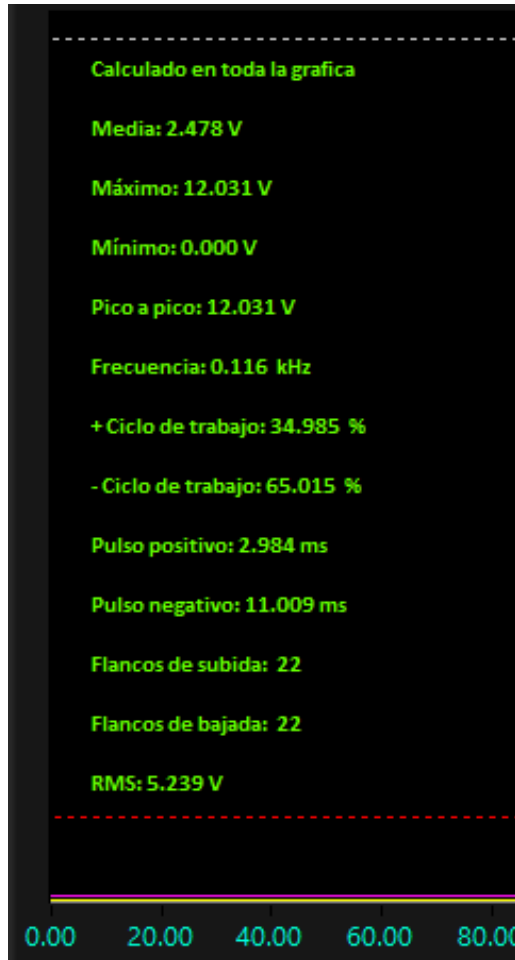 Calculado en toda la grafica
Media: 2.478 V
Máximo: 12.031 V
Mínimo: 0.000 V
Pico a pico: 12.031 V
Frecuencia: 0.116 kHz
+ Ciclo de trabajo: 34.985 %
- Ciclo de trabajo: 65.015 %
Pulso positivo: 2.984 ms
Pulso negativo: 11.009 ms
Flancos de subida: 22
Flancos de bajada: 22
RMS: 5.239 V
0.00 20.00 40.00 60.00